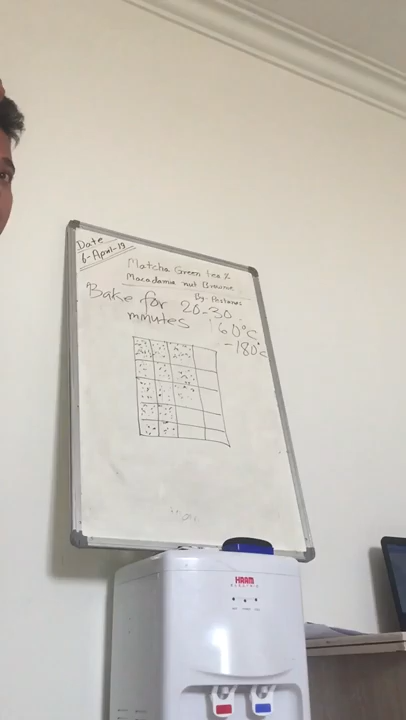 Date
6-April-19
Matcha Green tea &
Macadamia nut Brownie
By:
Bake for 20-30
minutes 160°C
-180°C
HAAM
ELECTRIC